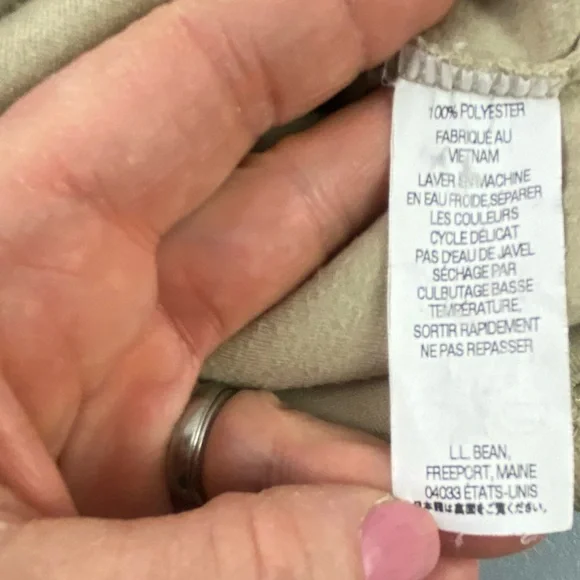 100% POLYESTER
FABRIQUÉ AU
VIETNAM
LAVER EN MACHINE
EN EAU FROIDE, SÉPARER
LES COULEURS
CYCLE DÉLICAT
PAS D'EAU DE JAVEL
SÉCHAGE PAR
CULBUTAGE BASSE
TEMPÉRATURE,
SORTIR RAPIDEMENT
NE PAS REPASSER
L.L. BEAN,
FREEPORT, MAINE
04033 ÉTATS-UNIS
日本語は裏面をご覧ください。